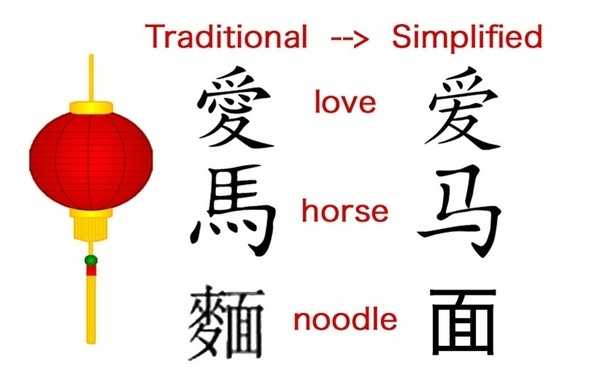 Traditional --> Simplified
愛 love 爱
馬 horse 马
麵 noodle 面